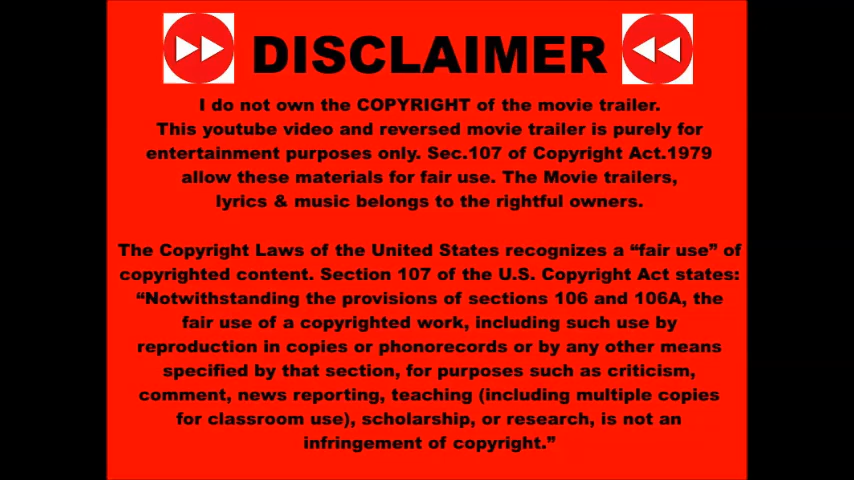 DISCLAIMER
I do not own the COPYRIGHT of the movie trailer.
This youtube video and reversed movie trailer is purely for
entertainment purposes only. Sec.107 of Copyright Act.1979
allow these materials for fair use. The Movie trailers,
lyrics & music belongs to the rightful owners.
The Copyright Laws of the United States recognizes a “fair use” of
copyrighted content. Section 107 of the U.S. Copyright Act states:
“Notwithstanding the provisions of sections 106 and 106A, the
fair use of a copyrighted work, including such use by
reproduction in copies or phonorecords or by any other means
specified by that section, for purposes such as criticism,
comment, news reporting, teaching (including multiple copies
for classroom use), scholarship, or research, is not an
infringement of copyright.”